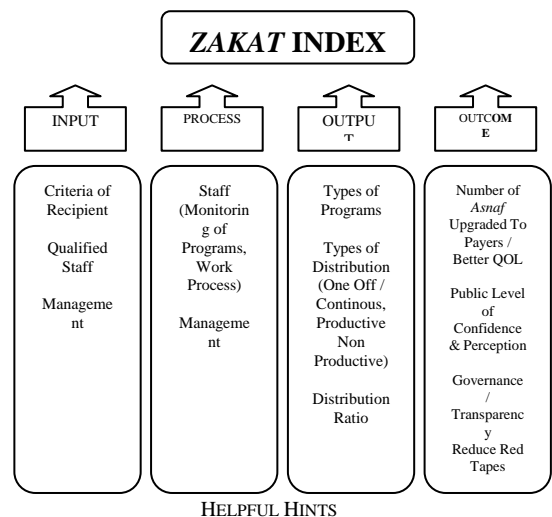 ZAKAT INDEX
INPUT
PROCESS
OUTPU
T
OUTCOM
E
Criteria of
Recipient
Qualified
Staff
Manageme
nt
Staff
(Monitorin
g of
Programs,
Work
Process)
Manageme
nt
Types of
Programs
Types of
Distribution
(One Off /
Continous,
Productive
Non
Productive)
Distribution
Ratio
Number of
Asnaf
Upgraded To
Payers /
Better QOL
Public Level
of
Confidence
& Perception
Governance
/
Transparenc
y
Reduce Red
Tapes
HELPFUL HINTS